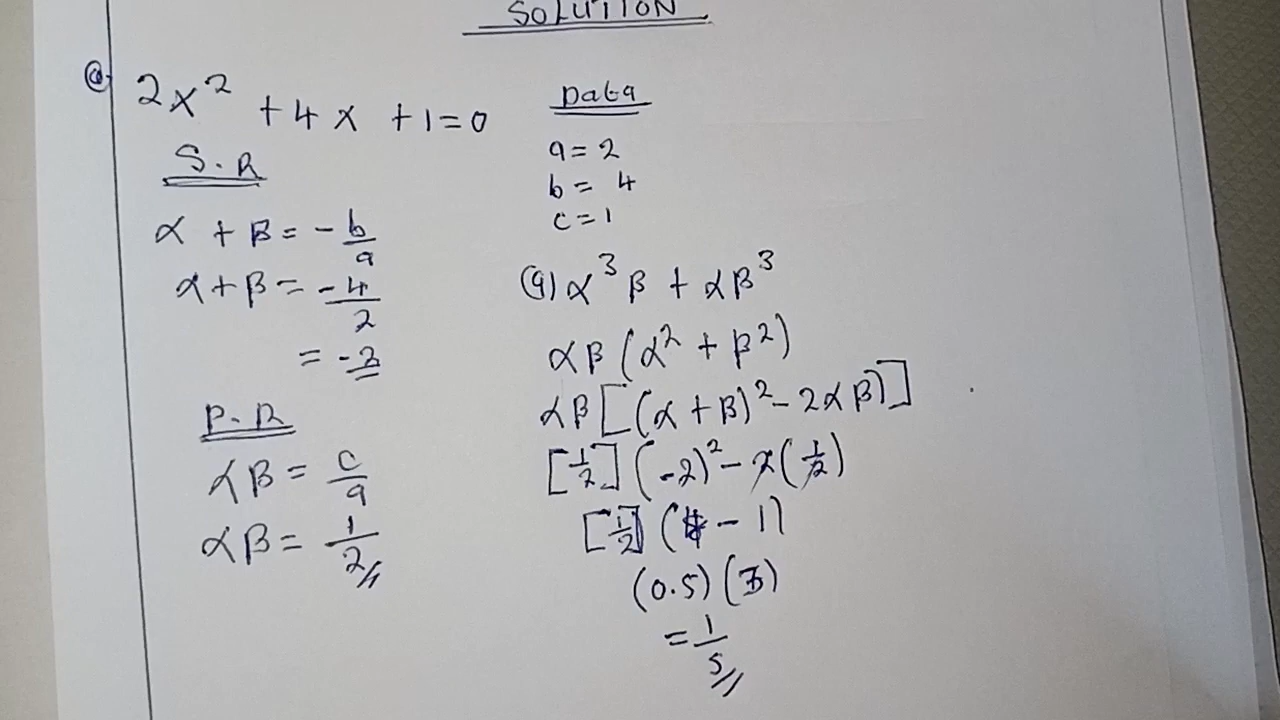 SOLUTION
@ 2x² + 4x + 1 = 0
S.R
α + β = -b/a
α + β = -4/2
= -2
P.R
αβ = c/a
αβ = 1/2
Data
a = 2
b = 4
c = 1
(a) α³β + αβ³
αβ(α² + β²)
αβ[(α + β)² - 2αβ)]
[1/2] (-2)² - 2(1/2)
[1/2] (4 - 1)
(0.5) (3)
= 1/5